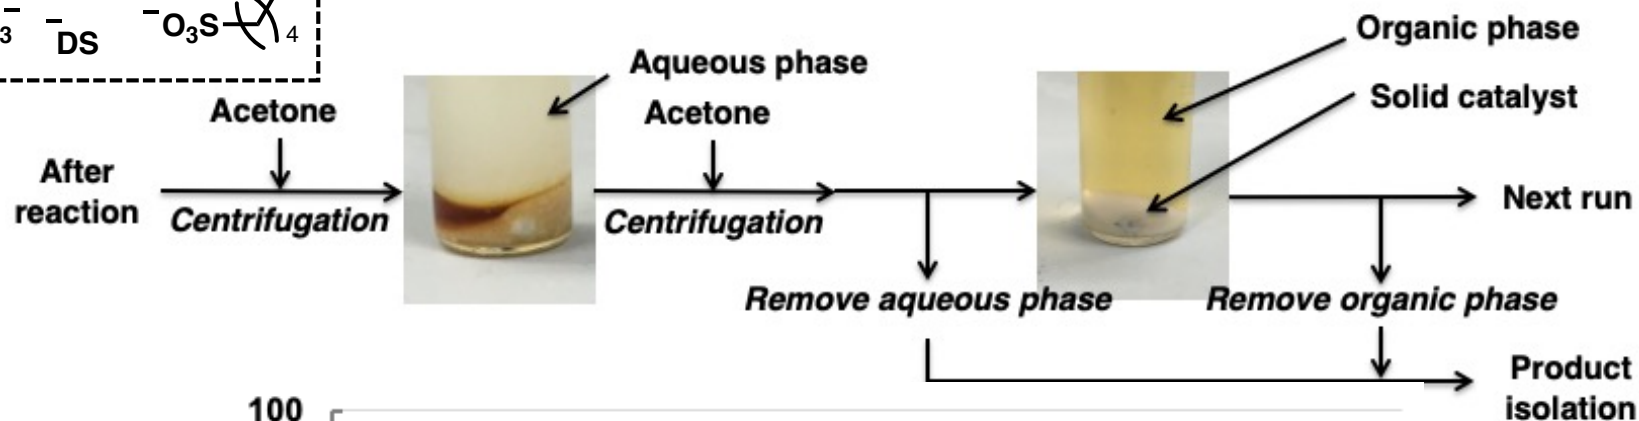 3⁻ ⁻DS ⁻O₃S 4
Organic phase
Aqueous phase
Solid catalyst
Acetone
Acetone
After
reaction
Centrifugation
Centrifugation
Next run
Remove aqueous phase
Remove organic phase
Product
isolation
100